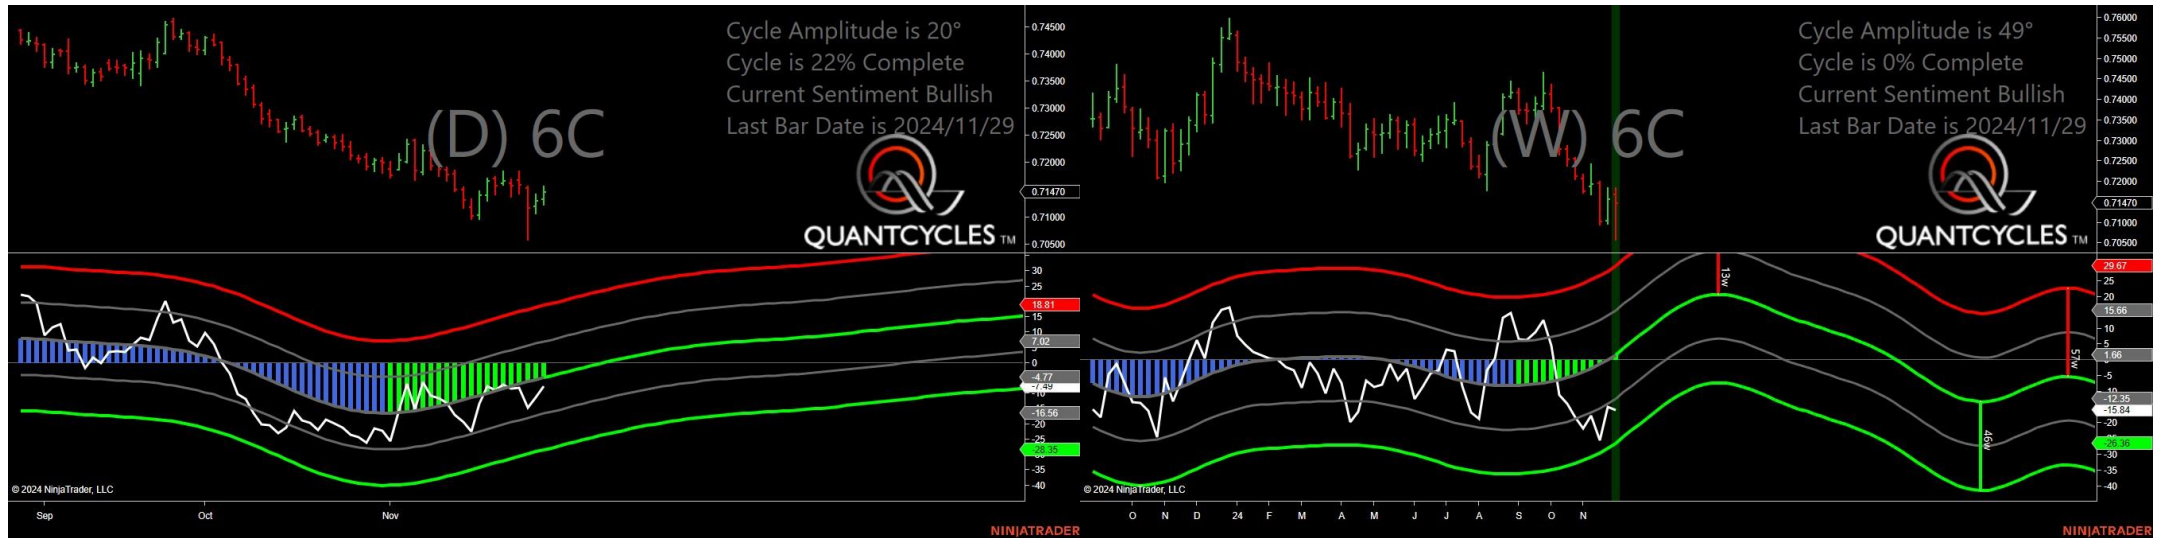 Cycle Amplitude is 20°
Cycle is 22% Complete
Current Sentiment Bullish
Last Bar Date is 2024/11/29
(D) 6C
QUANTCYCLES TM
0.74500
0.74000
0.73500
0.73000
0.72500
0.72000
0.71470
0.71000
0.70500
30
25
18.81
15
10
7.02
5
0
-4.77
-7.49
-10
-15
-16.56
-20
-25
-28.35
-35
-40
© 2024 NinjaTrader, LLC
Sep Oct Nov
NINJATRADER
Cycle Amplitude is 49°
Cycle is 0% Complete
Current Sentiment Bullish
Last Bar Date is 2024/11/29
(W) 6C
QUANTCYCLES TM
0.76000
0.75500
0.75000
0.74500
0.74000
0.73500
0.73000
0.72500
0.72000
0.71470
0.71000
0.70500
13w
57w
46w
29.67
25
20
15.66
10
5
1.66
-5
-10
-12.35
-15.84
-20
-26.36
-30
-35
-40
© 2024 NinjaTrader, LLC
O N D 24 F M A M J J A S O N
NINJATRADER